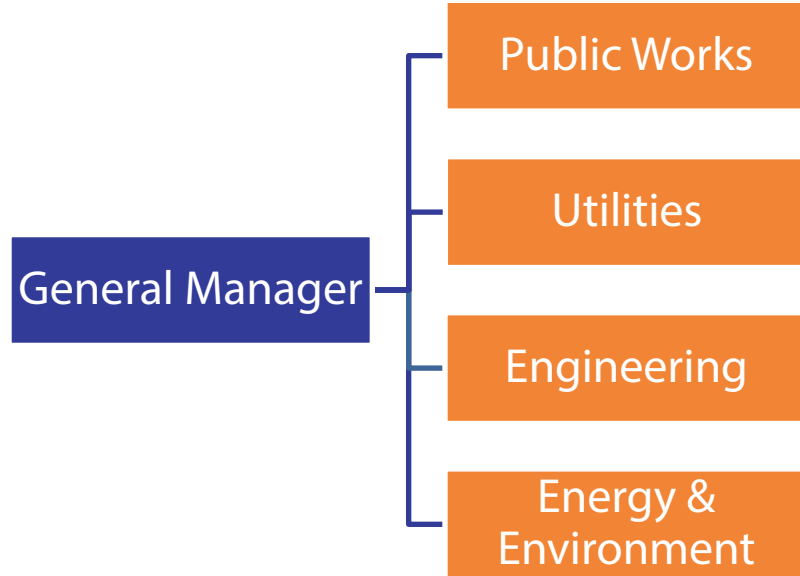 Public Works
Utilities
General Manager
Engineering
Energy &
Environment